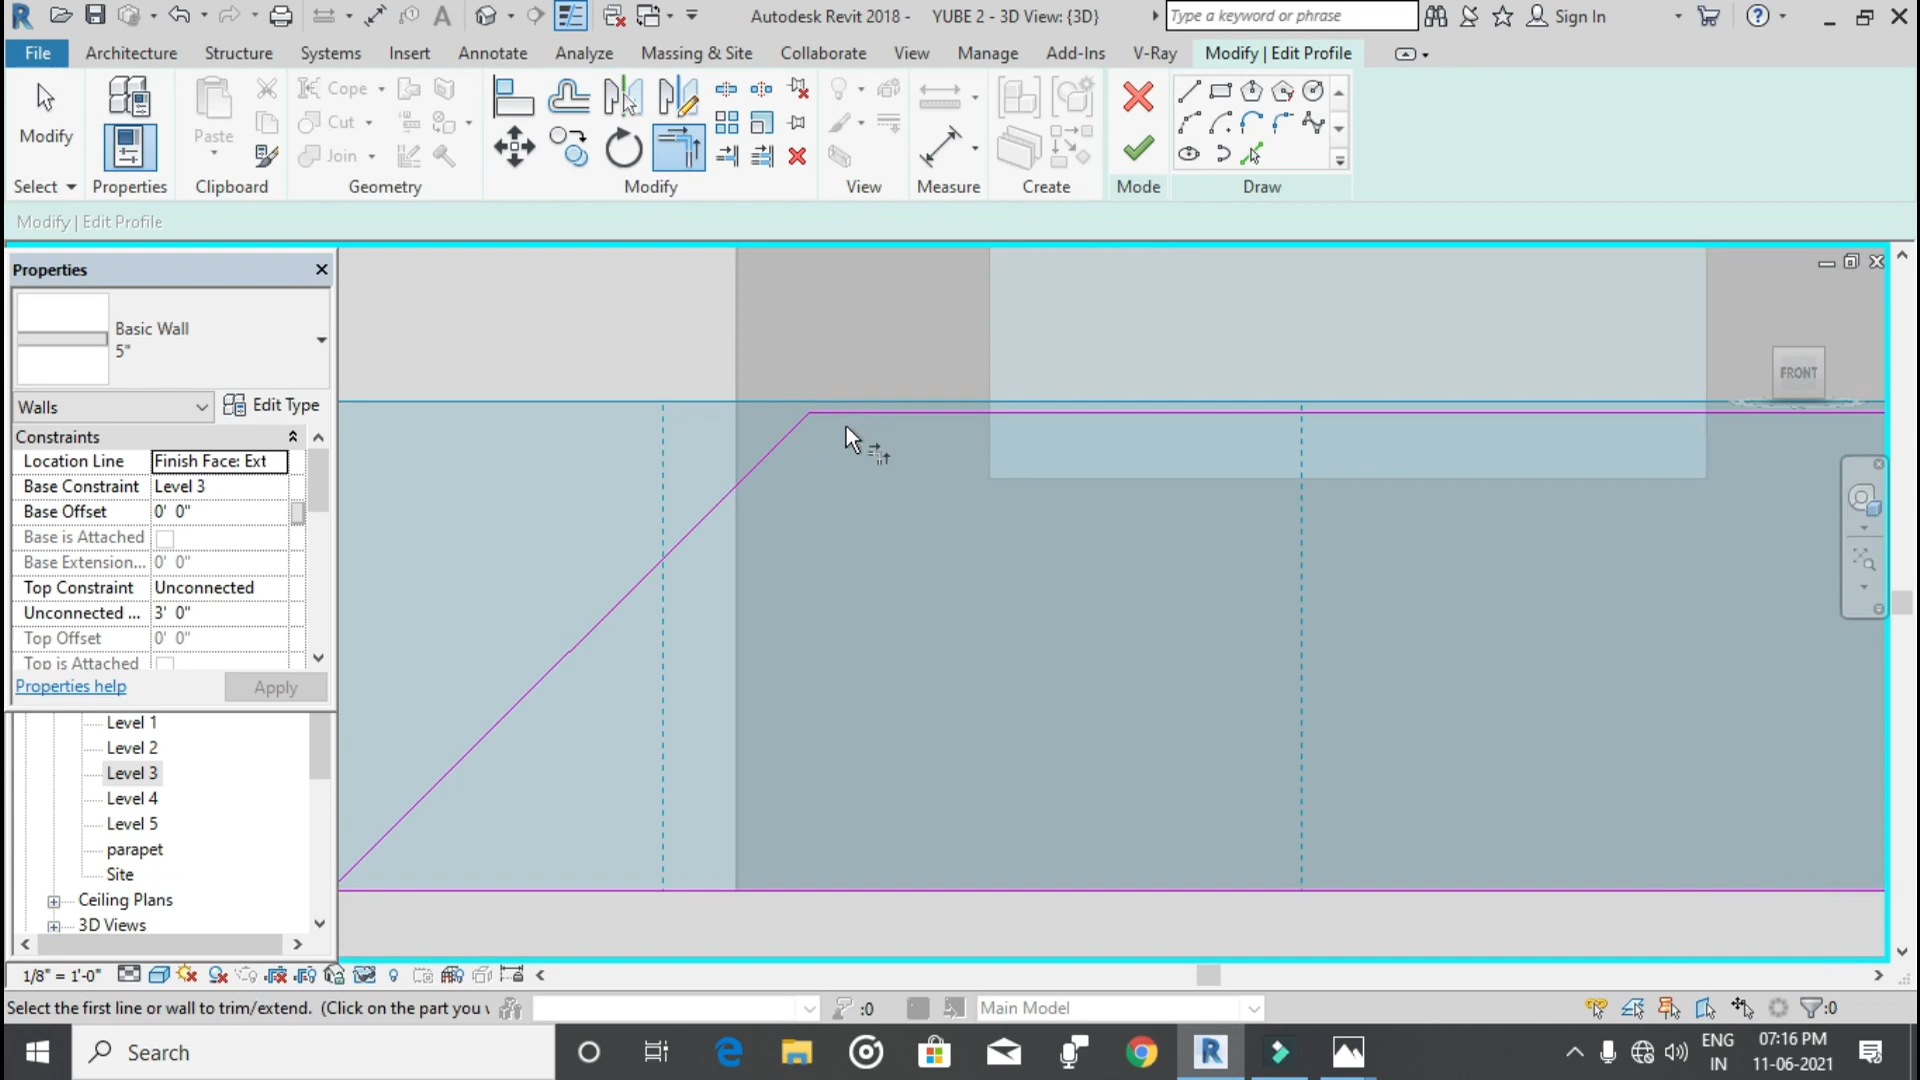 Autodesk Revit 2018 - YUBE 2 - 3D View: {3D}
Type a keyword or phrase
Sign In
File Architecture Structure Systems Insert Annotate Analyze Massing & Site Collaborate View Manage Add-Ins V-Ray Modify | Edit Profile
Modify
Paste
Cope
Cut
Join
Select Properties Clipboard Geometry Modify View Measure Create Mode Draw
Modify | Edit Profile
Properties
Basic Wall
5"
Walls
Edit Type
Constraints
Location Line Finish Face: Ext
Base Constraint Level 3
Base Offset 0' 0"
Base is Attached
Base Extension... 0' 0"
Top Constraint Unconnected
Unconnected ... 3' 0"
Top Offset 0' 0"
Top is Attached
Properties help
Apply
FRONT
Level 1
Level 2
Level 3
Level 4
Level 5
parapet
Site
Ceiling Plans
3D Views
1/8" = 1'-0"
Select the first line or wall to trim/extend. (Click on the part you
:0
Main Model
:0
Search
ENG
IN
07:16 PM
11-06-2021